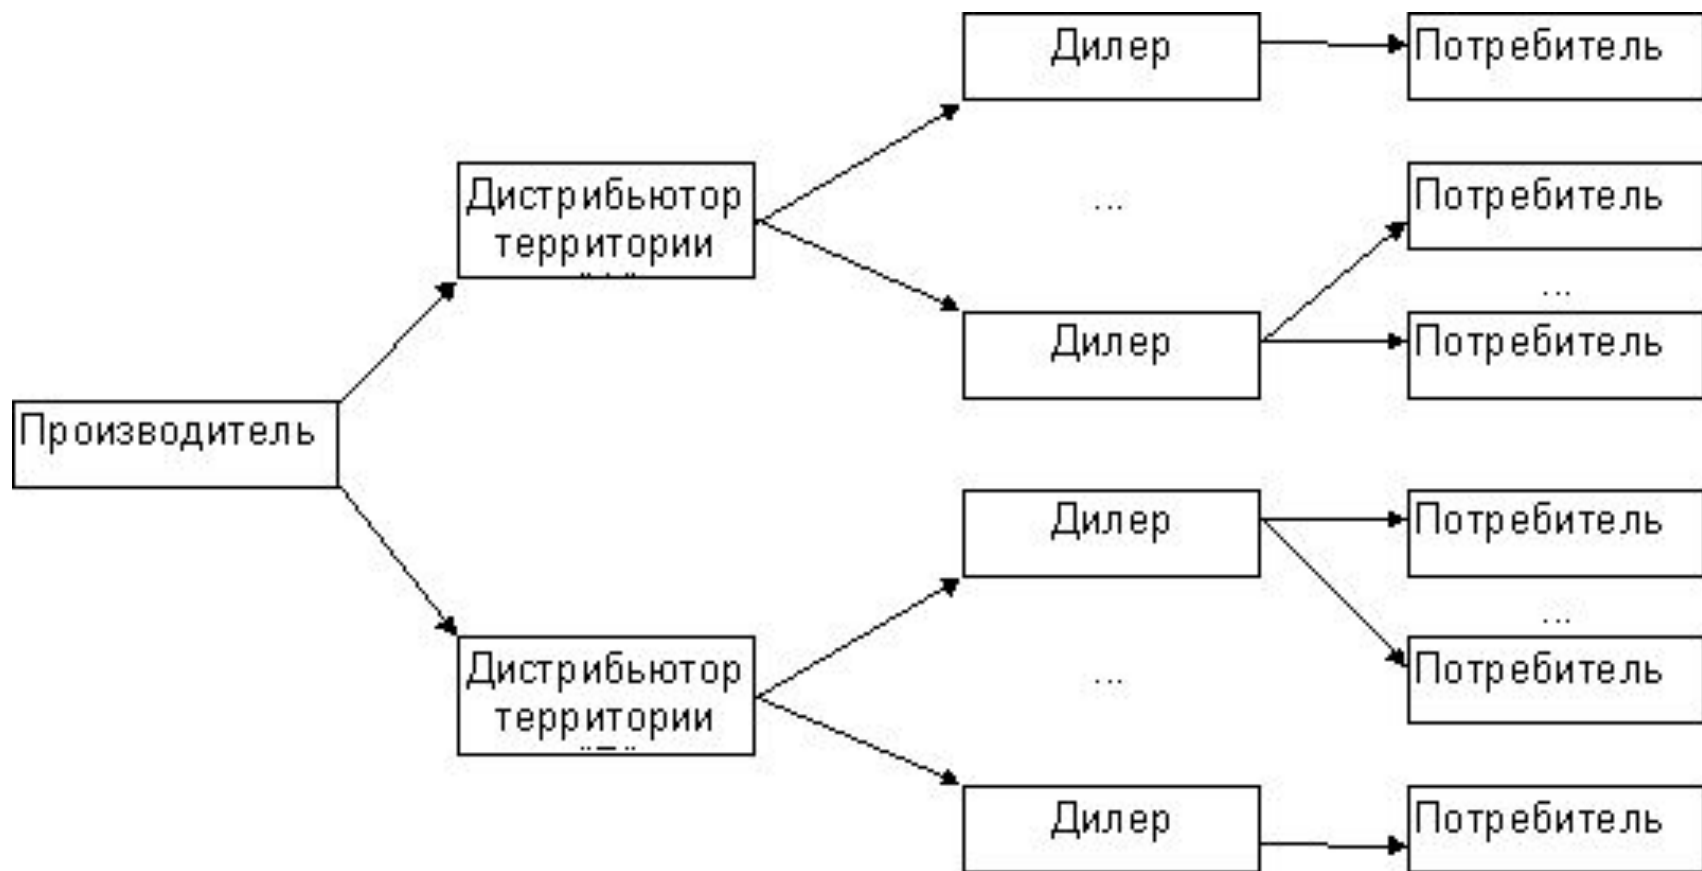 Дилер
Потребитель
Дистрибьютор
территории
...
Потребитель
...
Дилер
Потребитель
Производитель
Дилер
Потребитель
...
Дистрибьютор
территории
...
Потребитель
Дилер
Потребитель